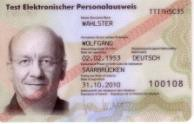 Test Elektronischer Personalausweis
WAHLSTER
WOLFGANG
02.02.1953 DEUTSCH
SAARBRÜCKEN
31.10.2010 100108